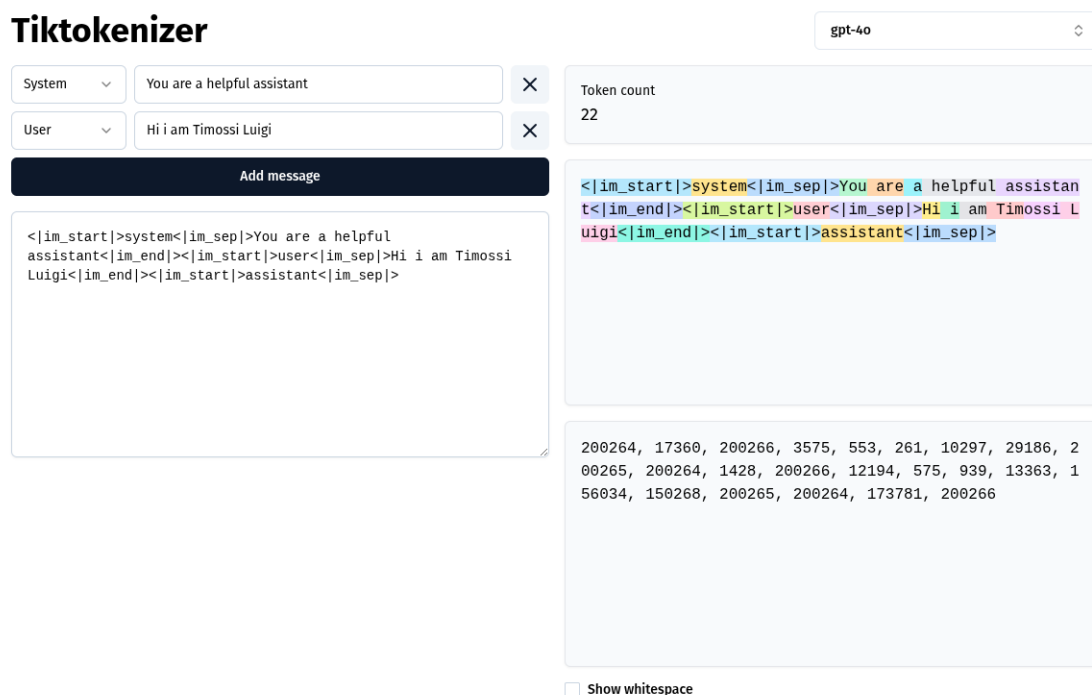 Tiktokenizer
gpt-4o
System
You are a helpful assistant
User
Hi i am Timossi Luigi
Add message
<|im_start|>system<|im_sep|>You are a helpful
assistant<|im_end|><|im_start|>user<|im_sep|>Hi i am Timossi
Luigi<|im_end|><|im_start|>assistant<|im_sep|>
Token count
22
<|im_start|>system<|im_sep|>You are a helpful assistan
t<|im_end|><|im_start|>user<|im_sep|>Hi i am Timossi L
uigi<|im_end|><|im_start|>assistant<|im_sep|>
200264, 17360, 200266, 3575, 553, 261, 10297, 29186, 2
00265, 200264, 1428, 200266, 12194, 575, 939, 13363, 1
56034, 150268, 200265, 200264, 173781, 200266
Show whitespace